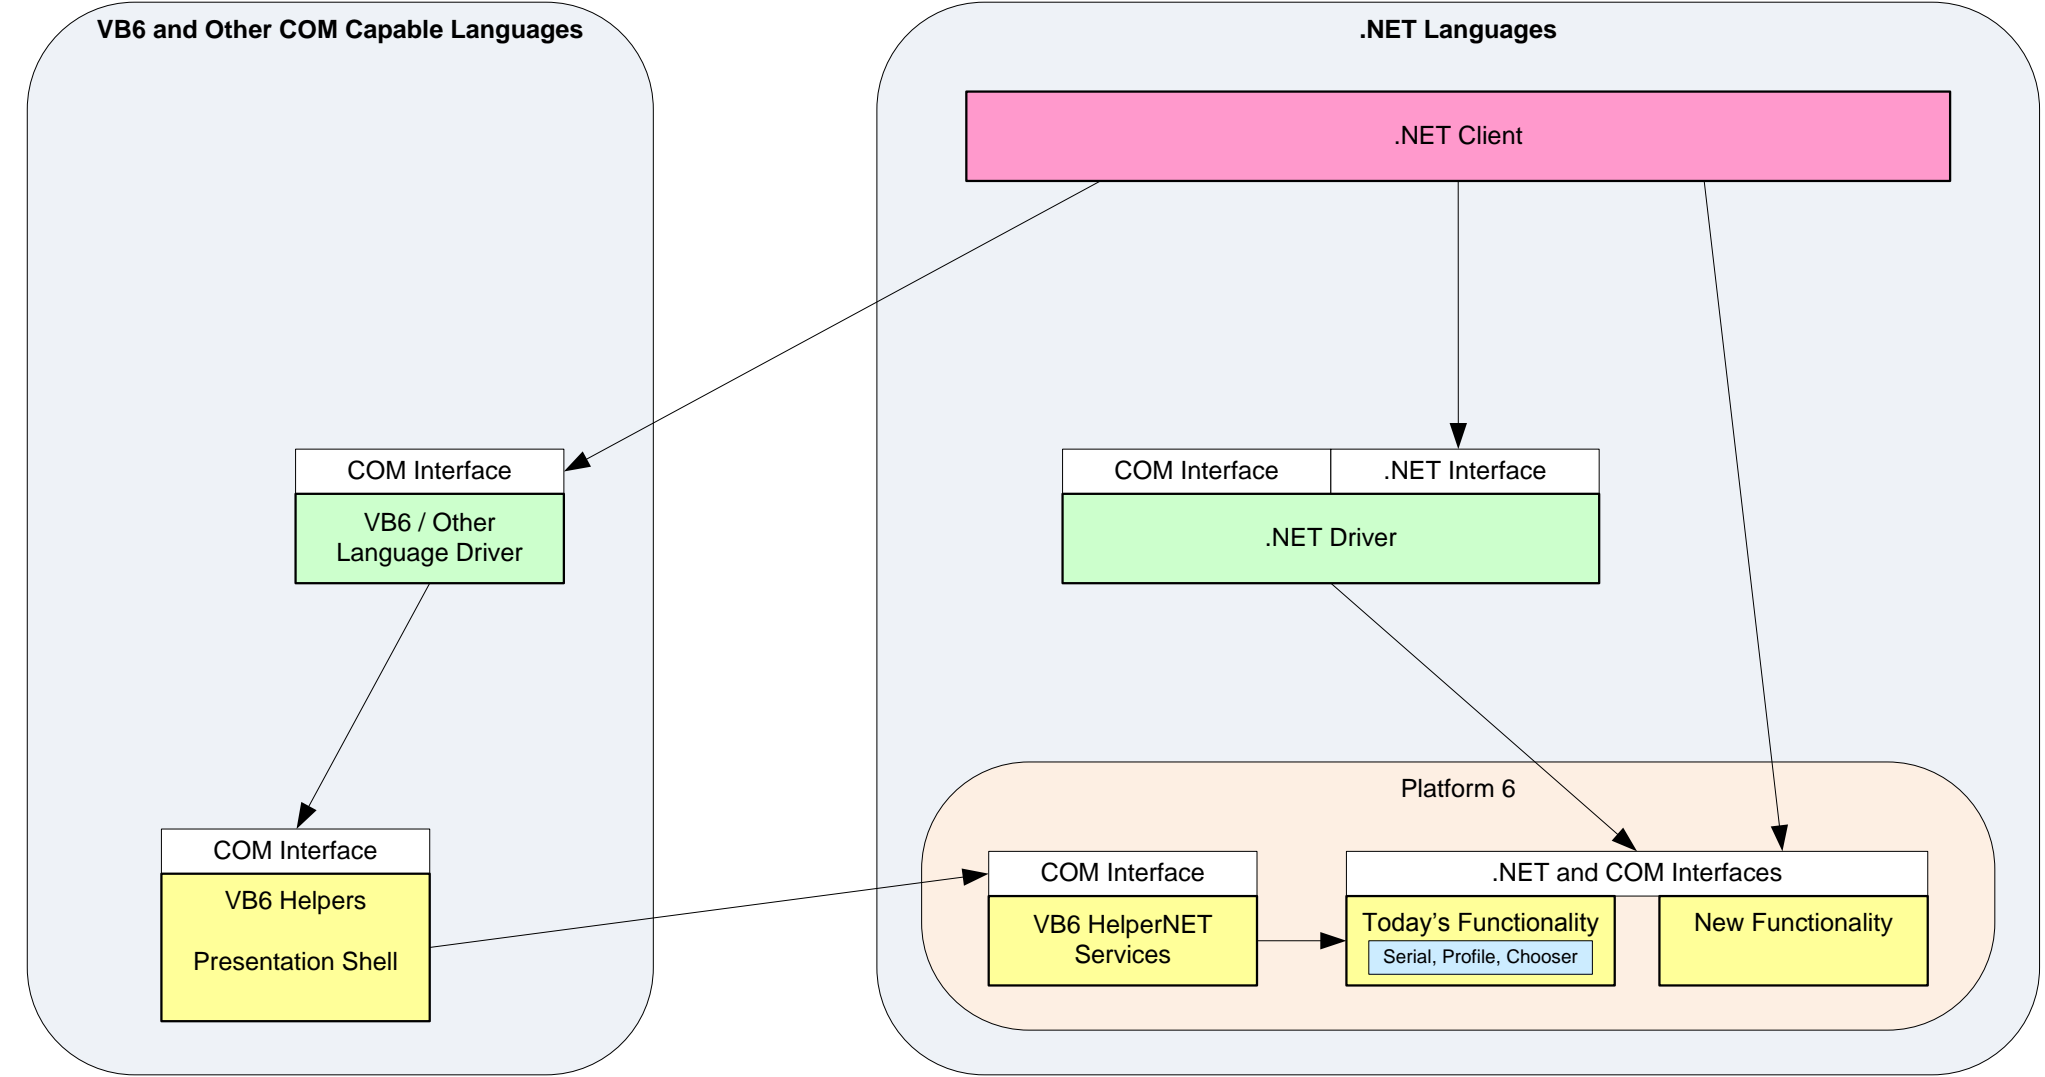 VB6 and Other COM Capable Languages
.NET Languages
.NET Client
COM Interface
VB6 / Other
Language Driver
COM Interface
.NET Interface
.NET Driver
Platform 6
COM Interface
VB6 Helpers
Presentation Shell
COM Interface
VB6 HelperNET
Services
.NET and COM Interfaces
Today’s Functionality
Serial, Profile, Chooser
New Functionality